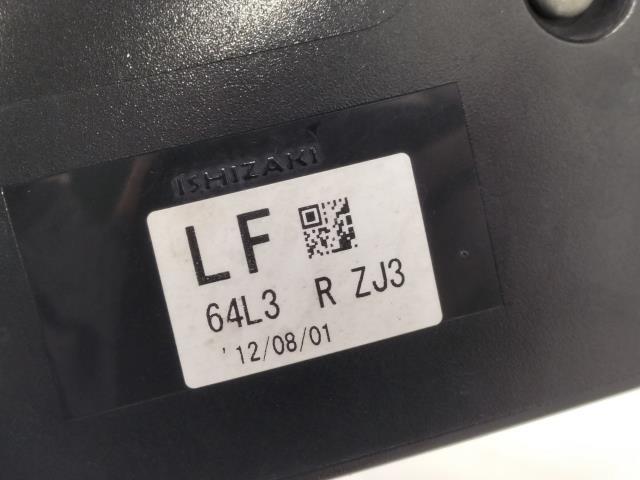 ISHIZAKI
LF
64L3 R ZJ3
'12/08/01